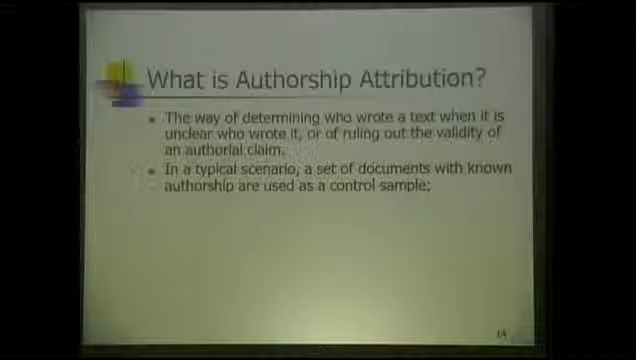 What is Authorship Attribution?
The way of determining who wrote a text when it is
unclear who wrote it, or of ruling out the validity of
an authorial claim.
In a typical scenario, a set of documents with known
authorship are used as a control sample;
14